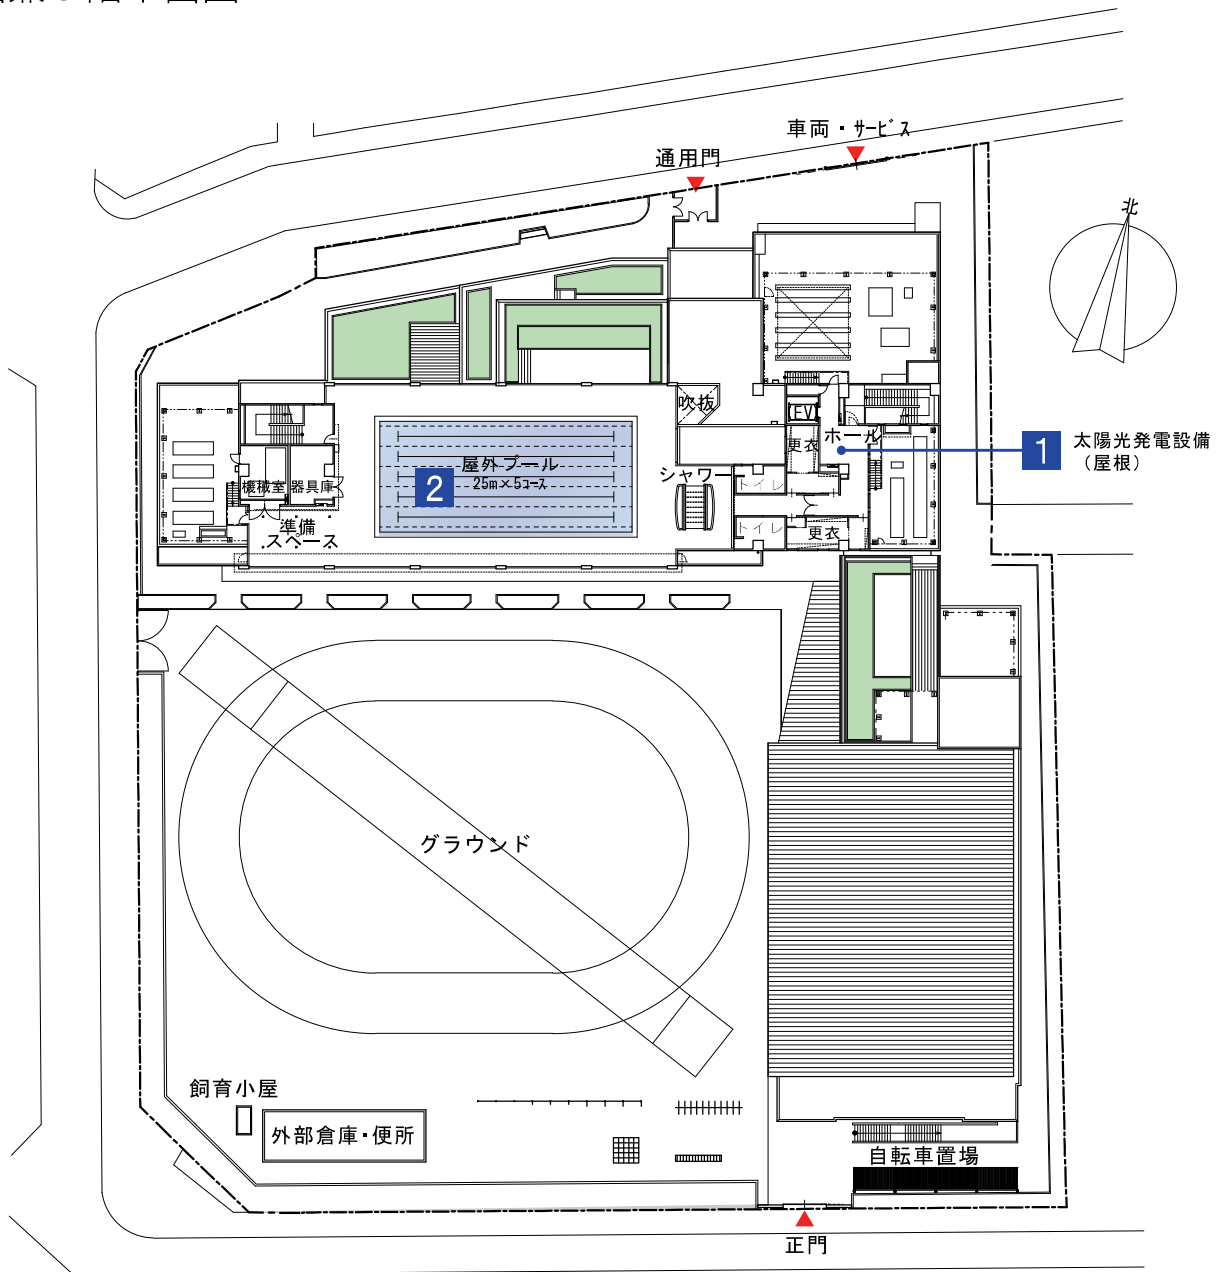 車両・サービス
通用門
北
吹抜
EV
更衣
ホール
1
太陽光発電設備
（屋根）
屋外プール
25m×5コース
2
シャワー
トイレ
機械室
器具庫
準備
スペース
トイレ
更衣
グラウンド
飼育小屋
外部倉庫・便所
自転車置場
正門